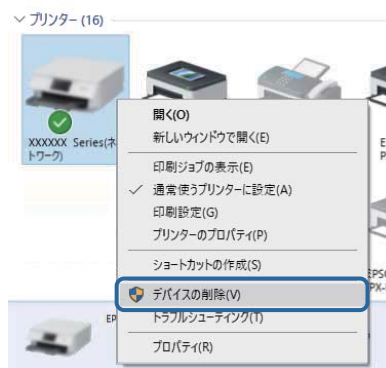 プリンター (16)
XXXXXX Series(ネ
トワーク)
開く(O)
新しいウィンドウで開く(E)
印刷ジョブの表示(E)
通常使うプリンターに設定(A)
印刷設定(G)
プリンターのプロパティ(P)
ショートカットの作成(S)
デバイスの削除(V)
トラブルシューティング(T)
プロパティ(R)
E
P
EPSO
PX-
EP